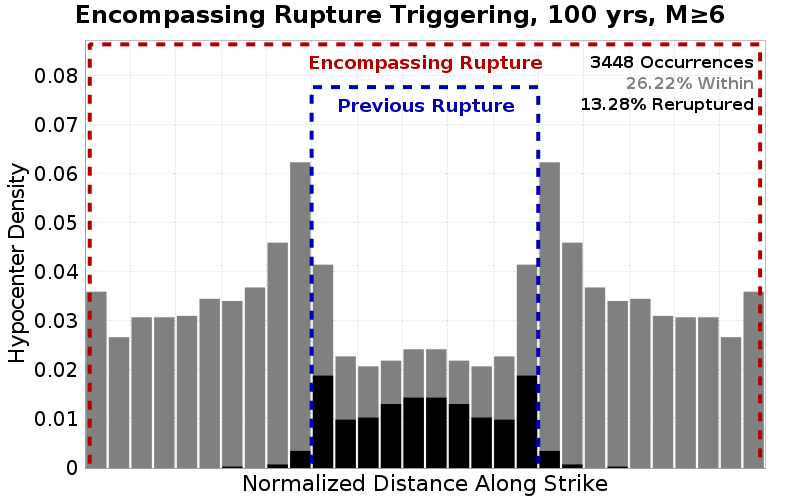 Encompassing Rupture Triggering, 100 yrs, M≥6
Encompassing Rupture
3448 Occurrences
26.22% Within
13.28% Reruptured
Previous Rupture
Hypocenter Density
0.08
0.07
0.06
0.05
0.04
0.03
0.02
0.01
0
Normalized Distance Along Strike